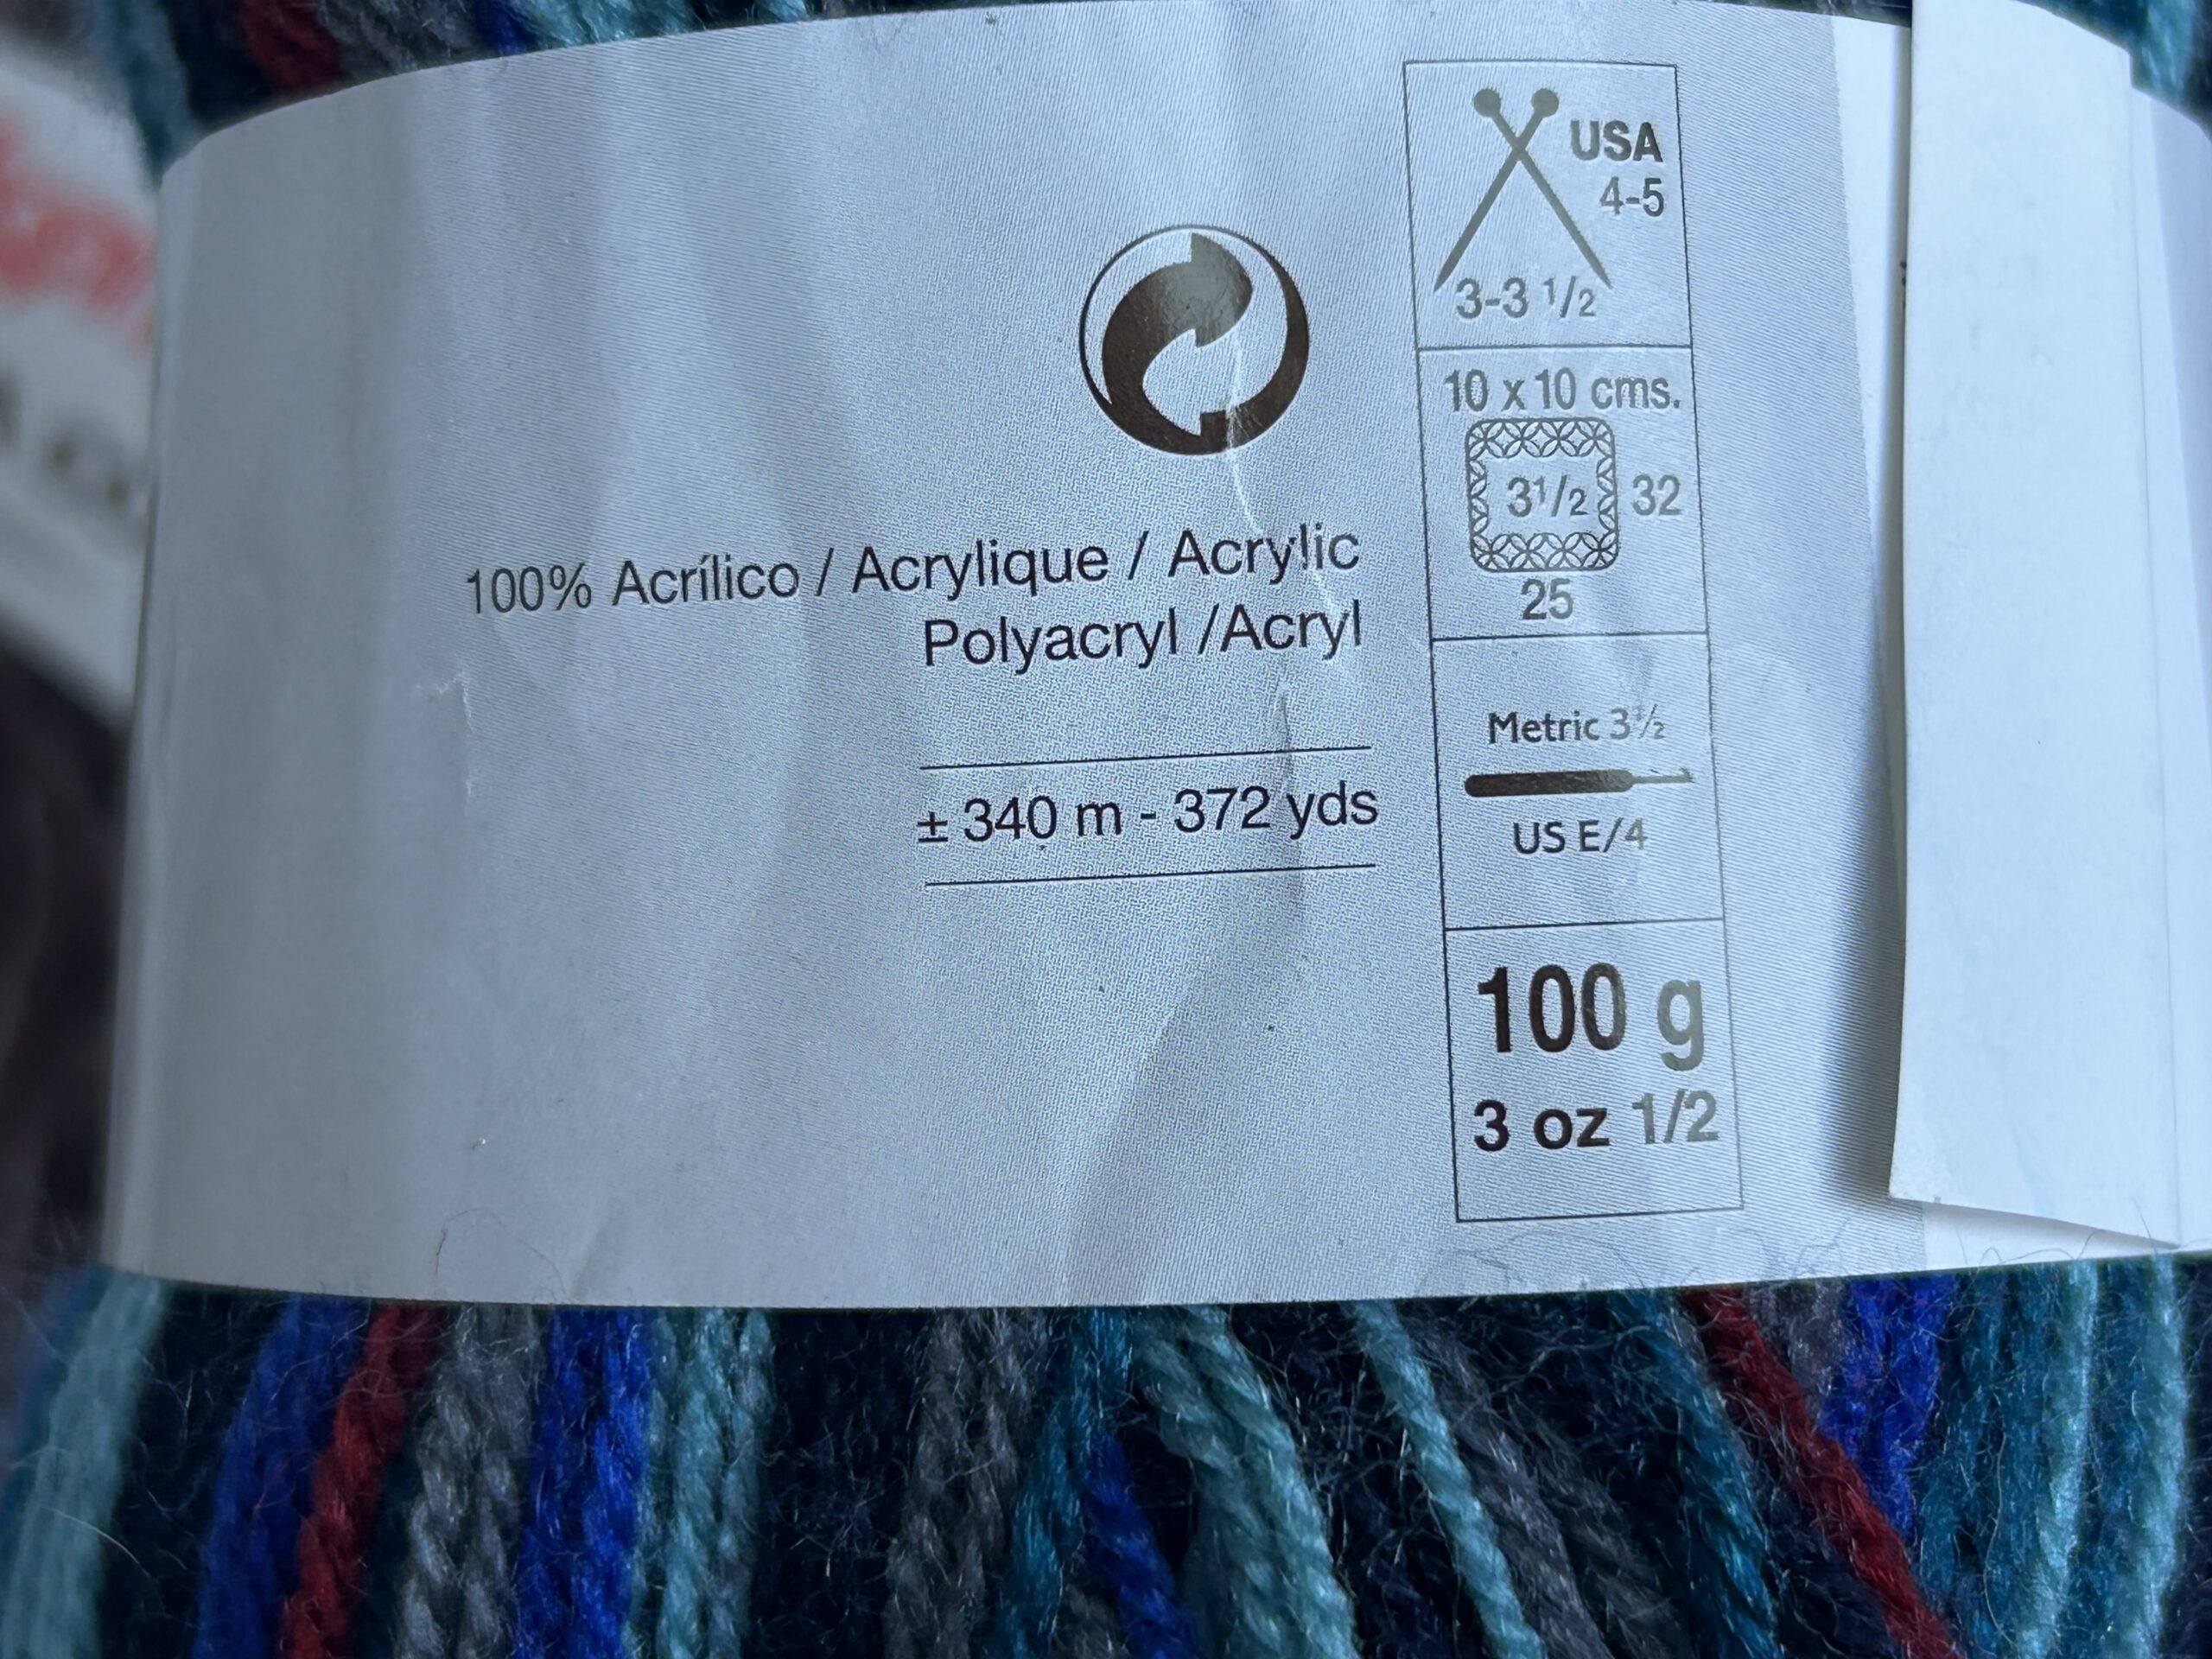 100% Acrílico / Acrylique / Acrylic
Polyacryl /Acryl
± 340 m - 372 yds
USA
4-5
3-3 1/2
10 x 10 cms.
3 1/2 32
25
Metric 3 1/2
US E/4
100 g
3 oz 1/2